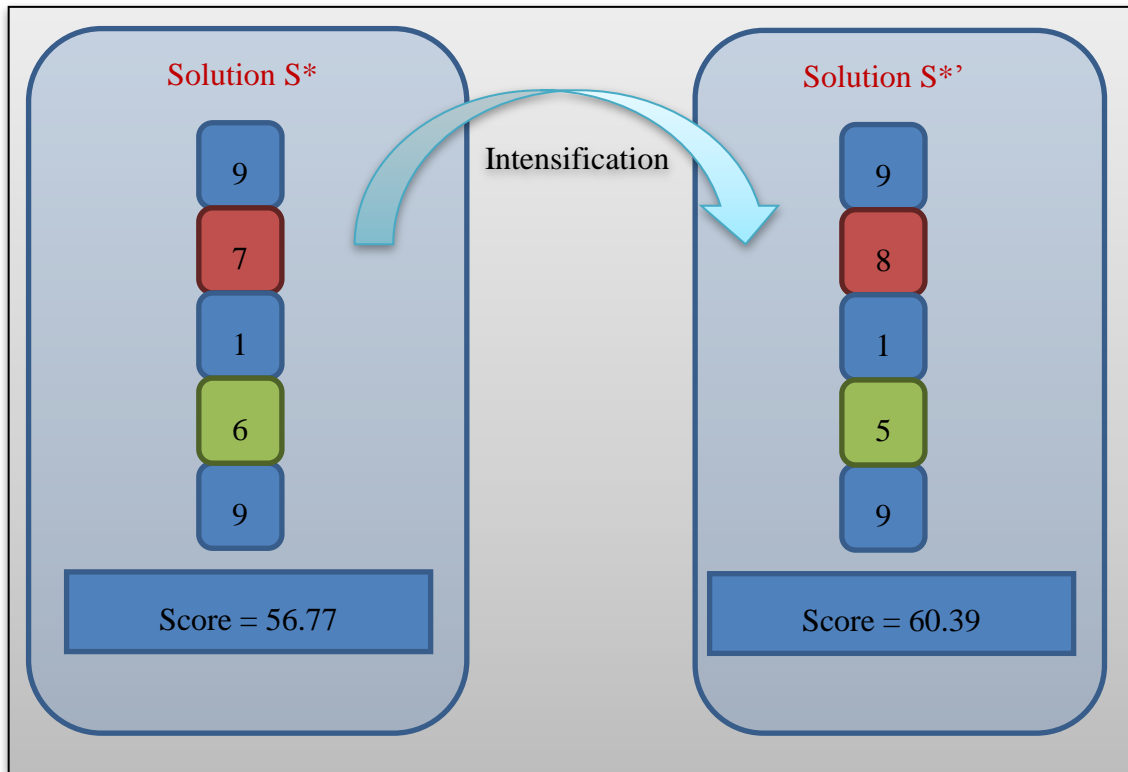 Solution S*
9
7
1
6
9
Score = 56.77
Intensification
Solution S*’
9
8
1
5
9
Score = 60.39